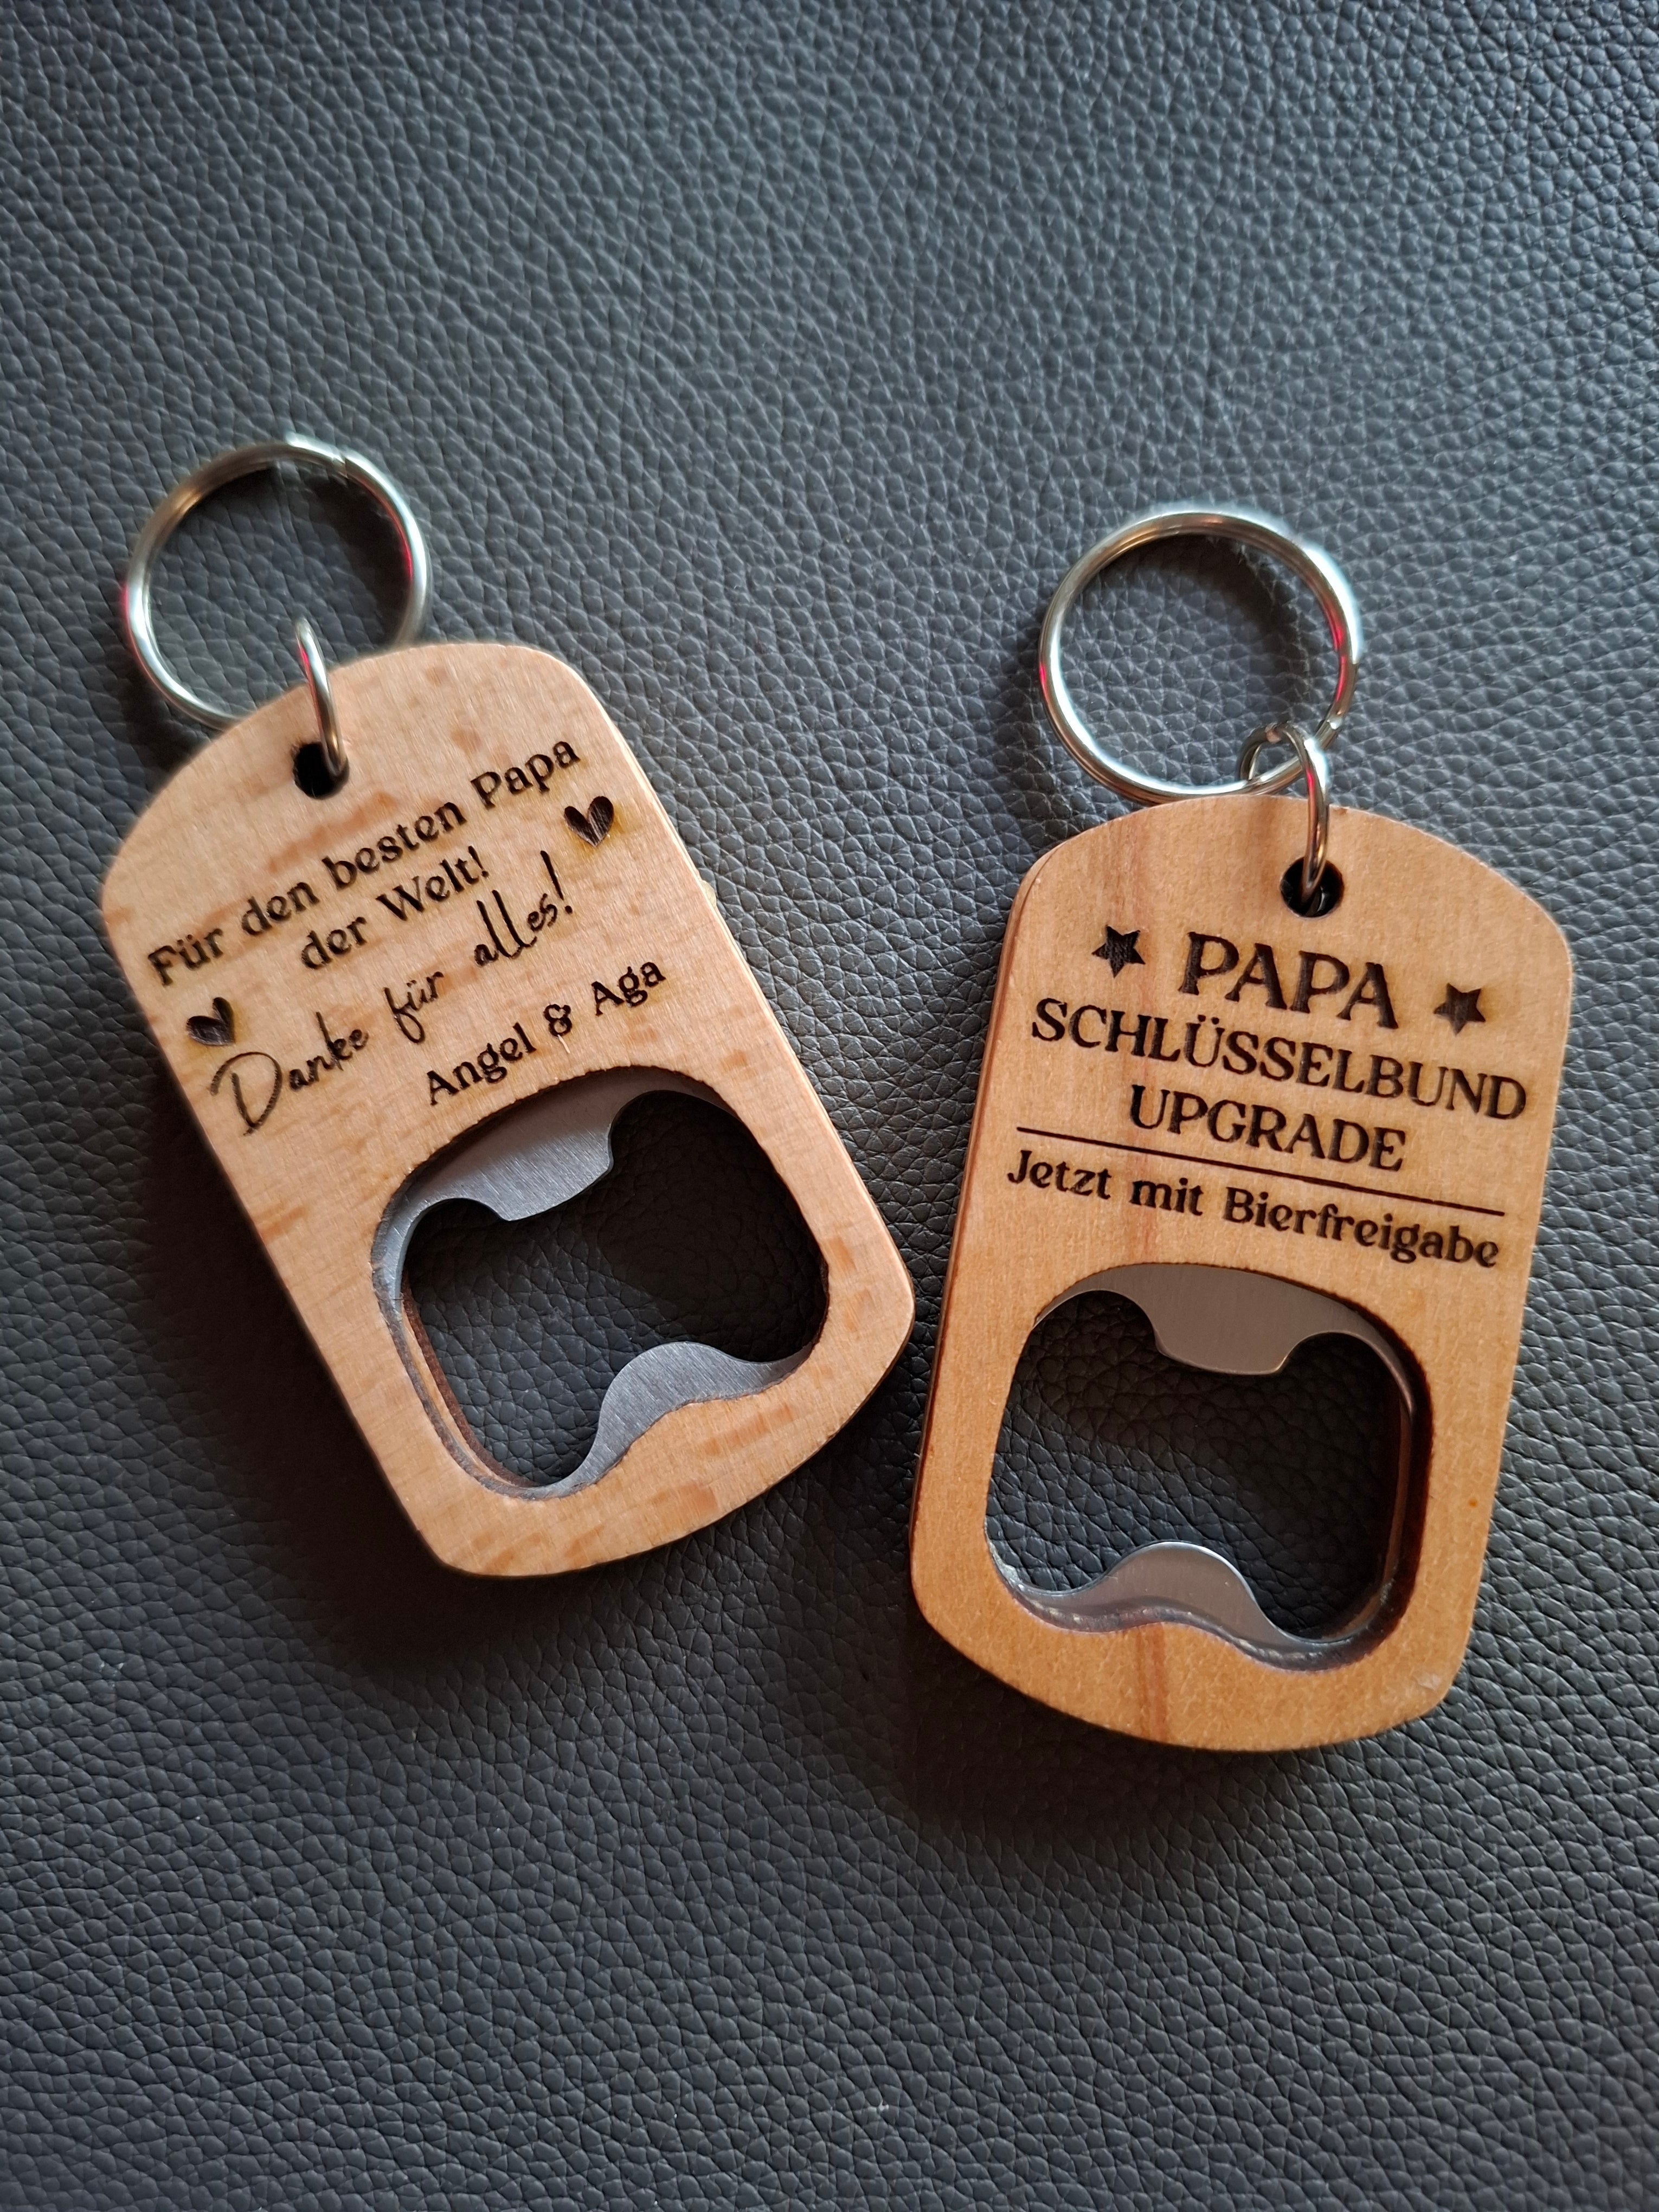 Für den besten Papa
der Welt!
Danke für alles!
Angel & Aga
PAPA
SCHLÜSSELBUND
UPGRADE
Jetzt mit Bierfreigabe